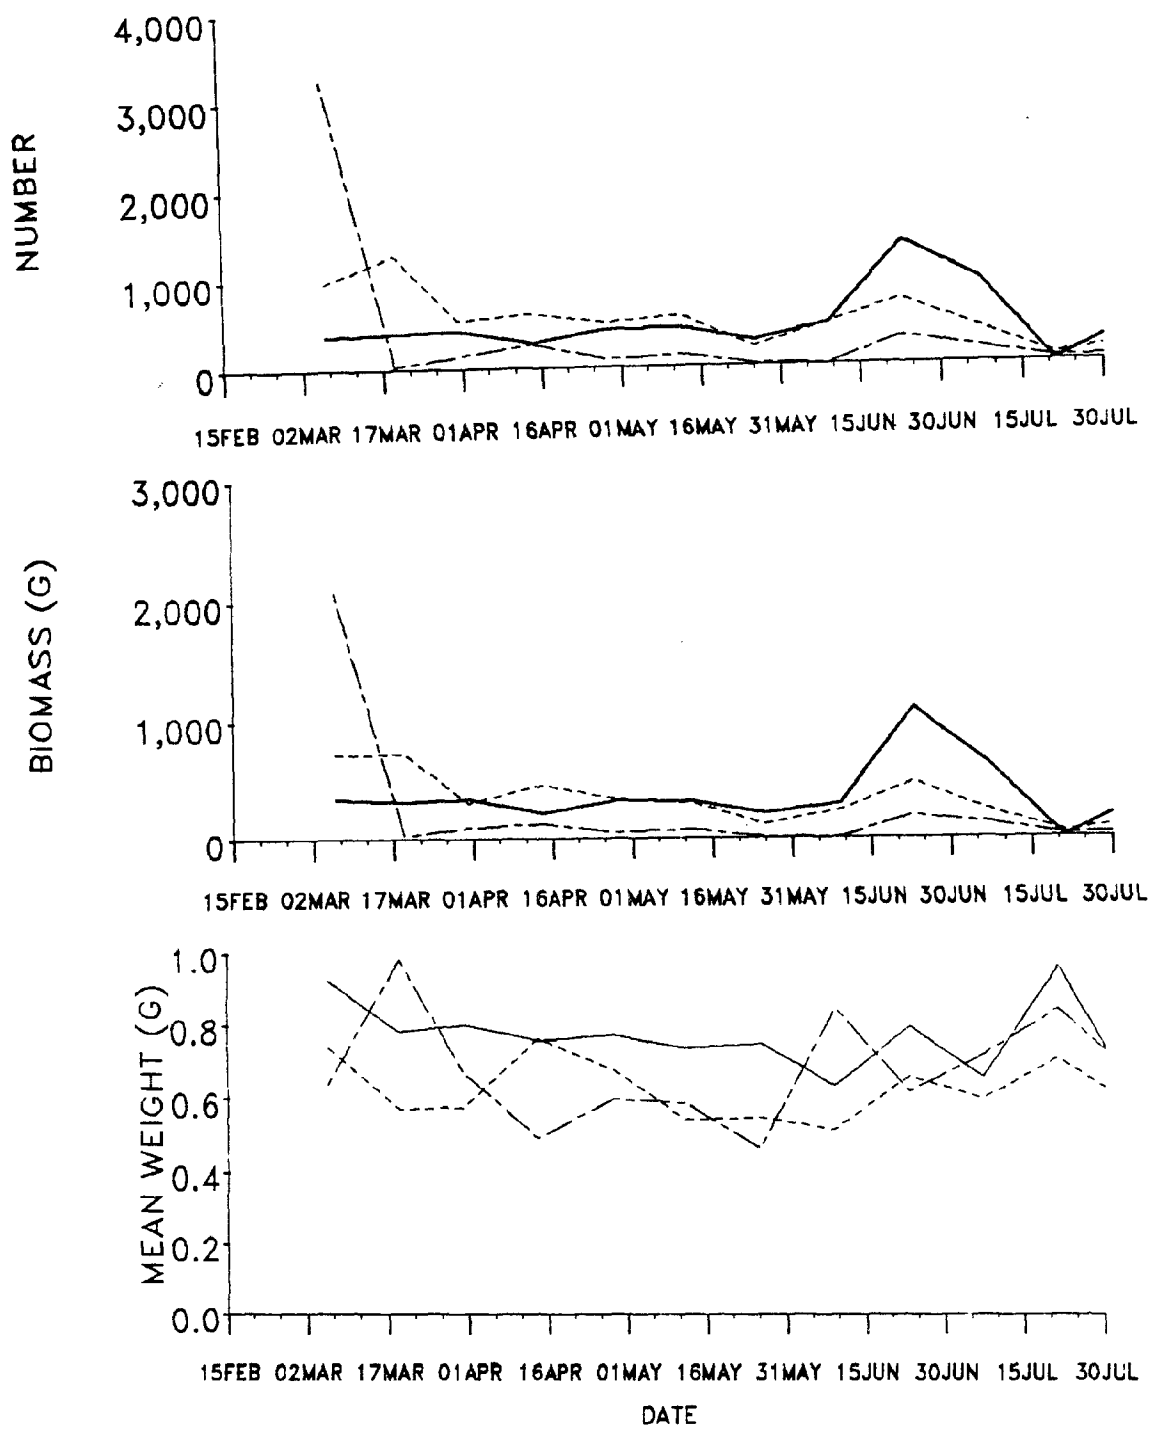 NUMBER
4,000
3,000
2,000
1,000
0
15FEB 02MAR 17MAR 01APR 16APR 01MAY 16MAY 31MAY 15JUN 30JUN 15JUL 30JUL
BIOMASS (G)
3,000
2,000
1,000
0
15FEB 02MAR 17MAR 01APR 16APR 01MAY 16MAY 31MAY 15JUN 30JUN 15JUL 30JUL
MEAN WEIGHT (G)
1.0
0.8
0.6
0.4
0.2
0.0
15FEB 02MAR 17MAR 01APR 16APR 01MAY 16MAY 31MAY 15JUN 30JUN 15JUL 30JUL
DATE